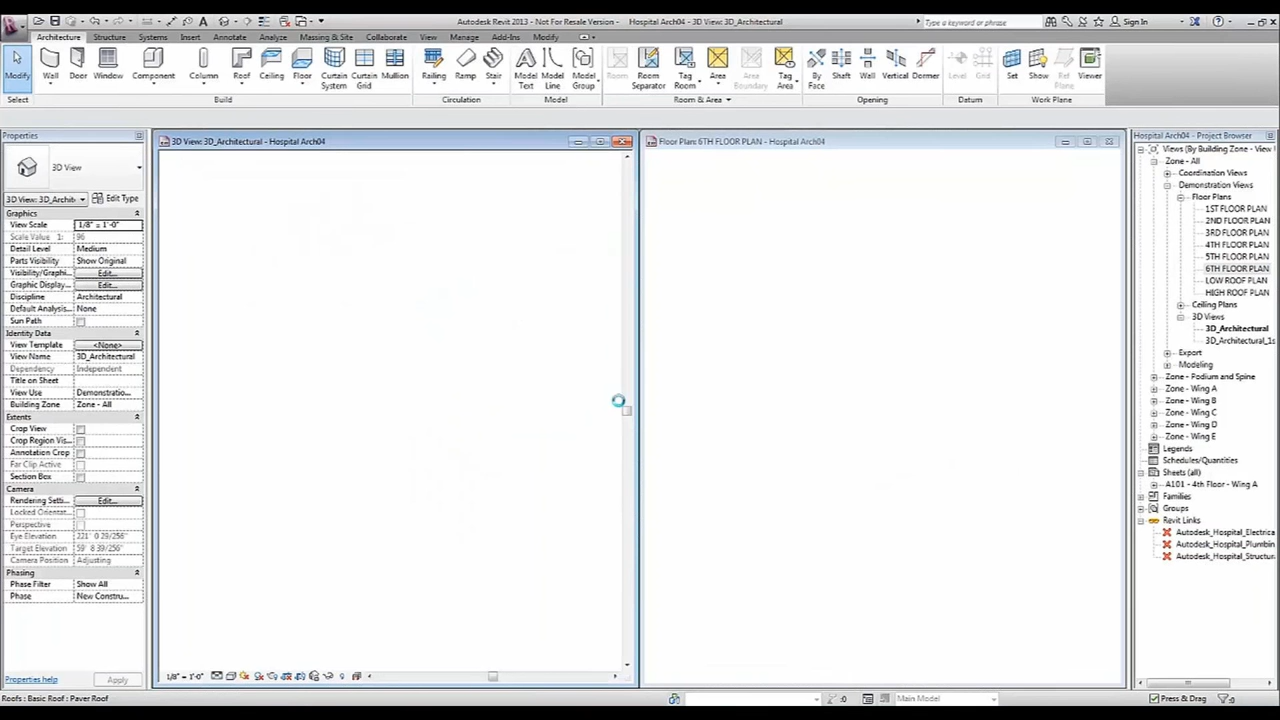 Autodesk Revit 2013 - Not For Resale Version - Hospital Arch04 - 3D View: 3D_Architectural
Type a keyword or phrase
Sign In
Architecture Structure Systems Insert Annotate Analyze Massing & Site Collaborate View Manage Add-Ins Modify
Modify Wall Door Window Component Column Roof Ceiling Floor Curtain System Curtain Grid Mullion Railing Ramp Stair Model Text Model Line Model Group Room Room Separator Tag Room Area Area Boundary Tag Area By Face Shaft Wall Vertical Dormer Level Grid Set Show Ref Plane Viewer
Select Build Circulation Model Room & Area Opening Datum Work Plane
Properties
3D View
3D View: 3D_Archit Edit Type
Graphics
View Scale 1/8" = 1'-0"
Scale Value 1: 96
Detail Level Medium
Parts Visibility Show Original
Visibility/Graphi... Edit...
Graphic Display... Edit...
Discipline Architectural
Default Analysis... None
Sun Path
Identity Data
View Template <None>
View Name 3D_Architectural
Dependency Independent
Title on Sheet
View Use Demonstratio...
Building Zone Zone - All
Extents
Crop View
Crop Region Vis...
Annotation Crop
Far Clip Active
Section Box
Camera
Rendering Setti... Edit...
Locked Orientat...
Perspective
Eye Elevation 221' 0 29/256"
Target Elevation 59' 8 39/256"
Camera Position Adjusting
Phasing
Phase Filter Show All
Phase New Constru...
Properties help Apply
3D View: 3D_Architectural - Hospital Arch04
1/8" = 1'-0"
Floor Plan: 6TH FLOOR PLAN - Hospital Arch04
Hospital Arch04 - Project Browser
Views (By Building Zone - View
Zone - All
Coordination Views
Demonstration Views
Floor Plans
1ST FLOOR PLAN
2ND FLOOR PLAN
3RD FLOOR PLAN
4TH FLOOR PLAN
5TH FLOOR PLAN
6TH FLOOR PLAN
LOW ROOF PLAN
HIGH ROOF PLAN
Ceiling Plans
3D Views
3D_Architectural
3D_Architectural_1s
Export
Modeling
Zone - Podium and Spine
Zone - Wing A
Zone - Wing B
Zone - Wing C
Zone - Wing D
Zone - Wing E
Legends
Schedules/Quantities
Sheets (all)
A101 - 4th Floor - Wing A
Families
Groups
Revit Links
Autodesk_Hospital_Electrica
Autodesk_Hospital_Plumbin
Autodesk_Hospital_Structur
Roofs : Basic Roof : Paver Roof
:0 Main Model Press & Drag :0